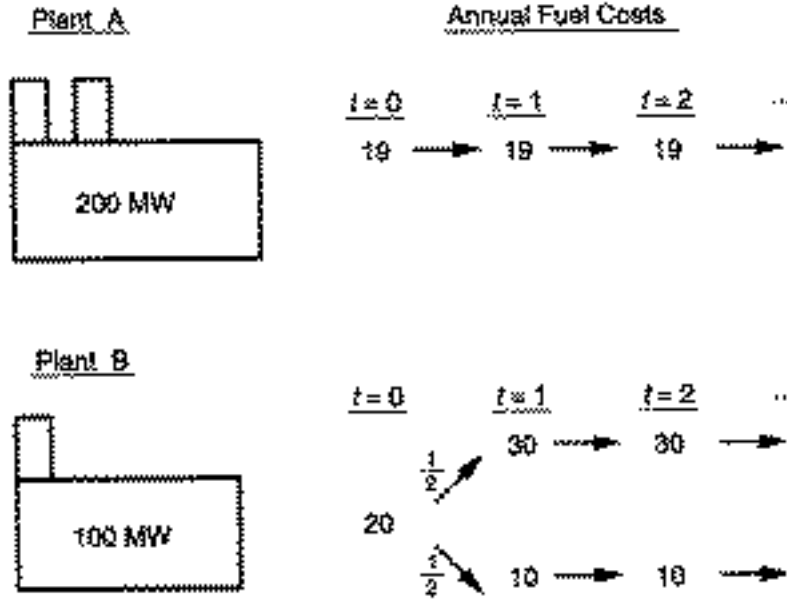 Plant A
Annual Fuel Costs
t = 0 t = 1 t = 2 ...
19 19 19
200 MW
Plant B
t = 0 t = 1 t = 2 ...
30 30
1/2
20
100 MW
1/2
10 10